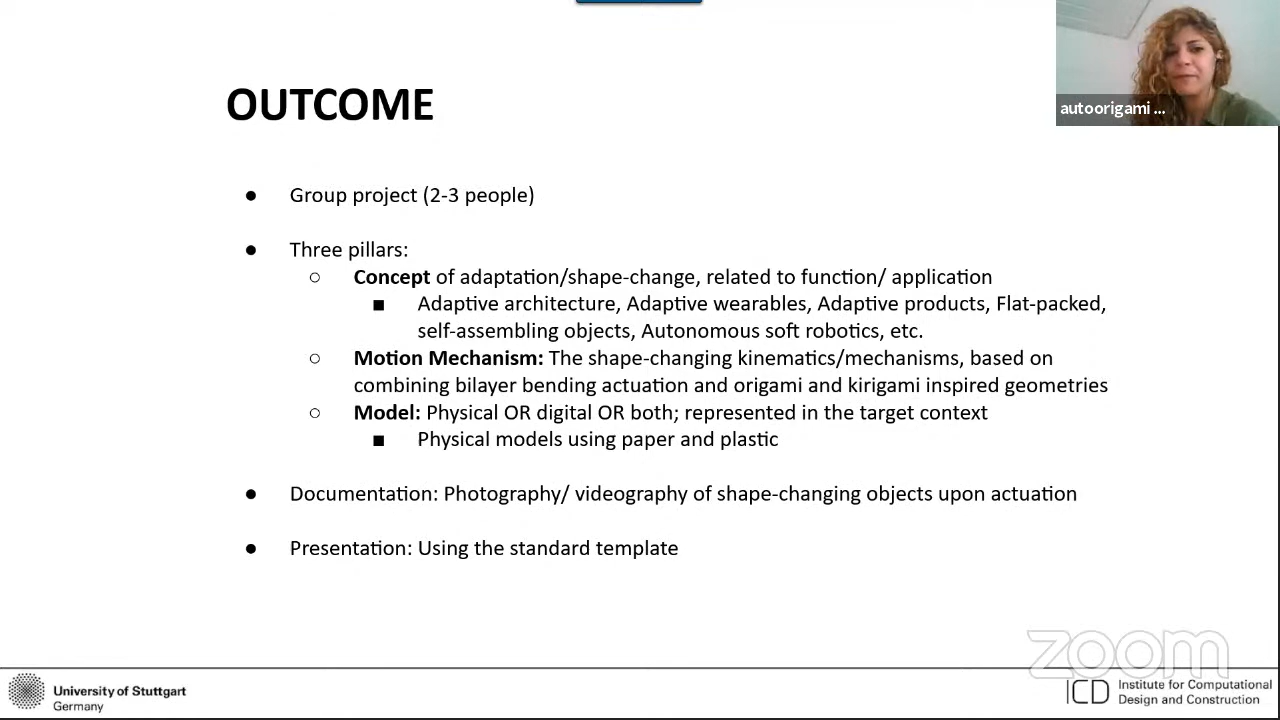 OUTCOME
autoorigami ...
● Group project (2-3 people)
● Three pillars:
○ Concept of adaptation/shape-change, related to function/ application
■ Adaptive architecture, Adaptive wearables, Adaptive products, Flat-packed,
self-assembling objects, Autonomous soft robotics, etc.
○ Motion Mechanism: The shape-changing kinematics/mechanisms, based on
combining bilayer bending actuation and origami and kirigami inspired geometries
○ Model: Physical OR digital OR both; represented in the target context
■ Physical models using paper and plastic
● Documentation: Photography/ videography of shape-changing objects upon actuation
● Presentation: Using the standard template
zoom
University of Stuttgart
Germany
ICD
Institute for Computational
Design and Construction